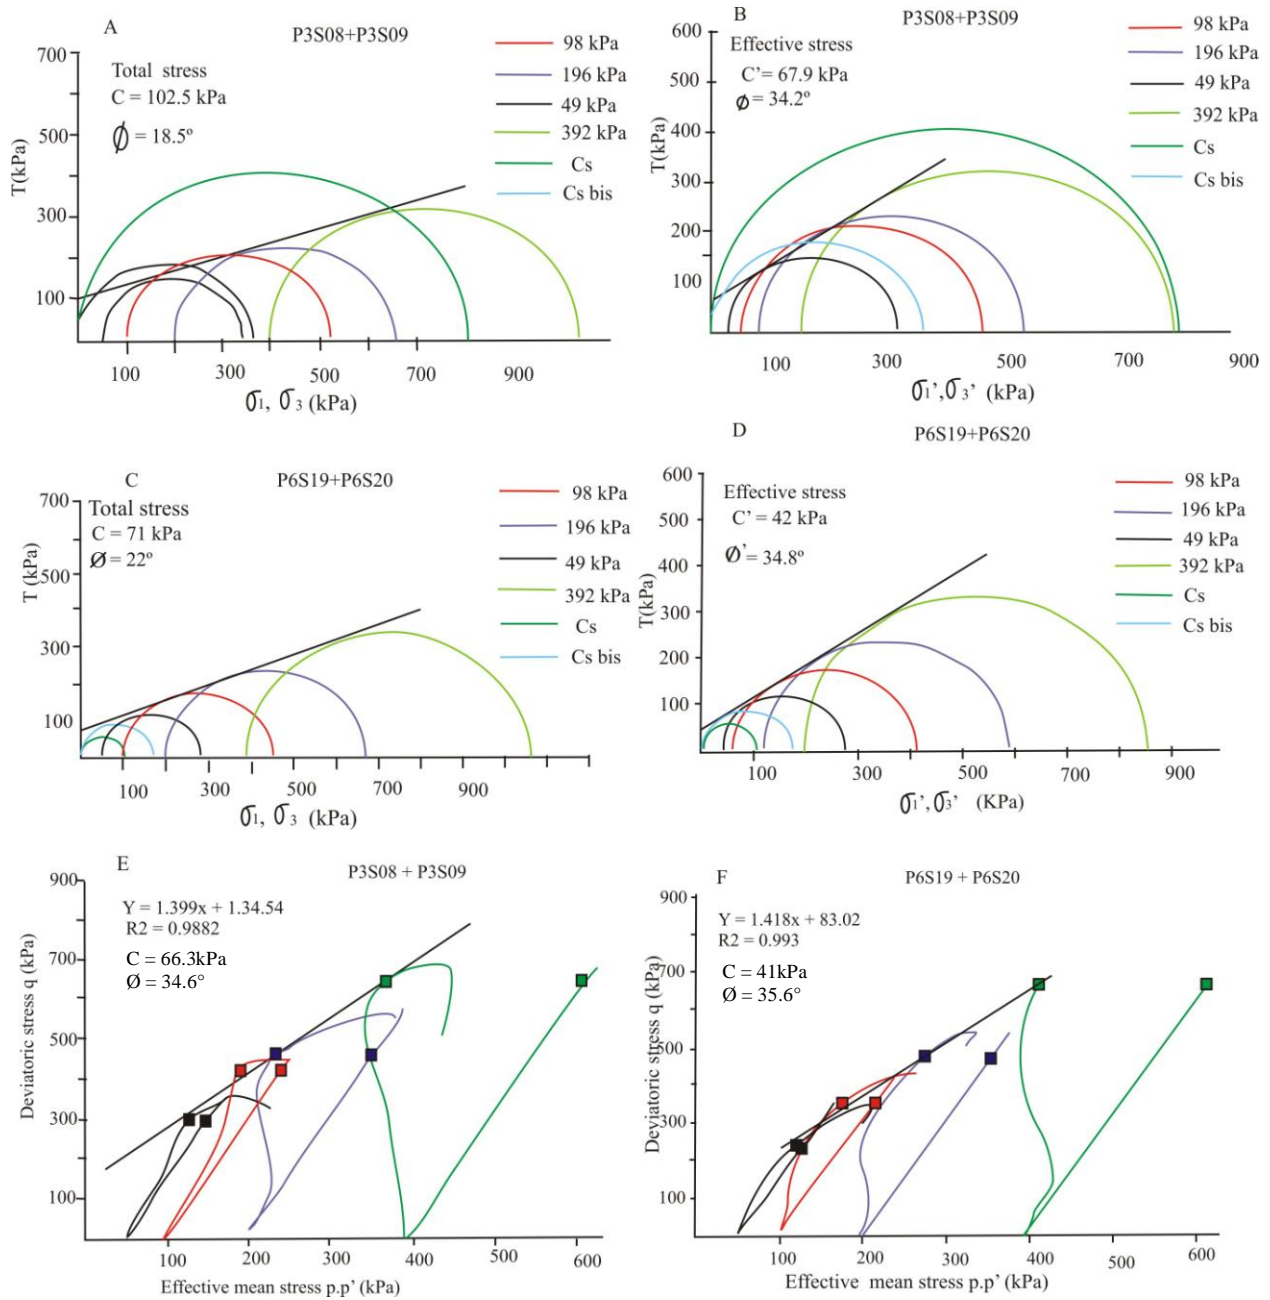 A
P3S08+P3S09
Total stress
C = 102.5 kPa
Ø = 18.5º
98 kPa
196 kPa
49 kPa
392 kPa
Cs
Cs bis
T(kPa)
700
500
300
100
100 300 500 700 900
σ1, σ3 (kPa)
B
P3S08+P3S09
Effective stress
C’= 67.9 kPa
ϕ = 34.2º
98 kPa
196 kPa
49 kPa
392 kPa
Cs
Cs bis
T(kPa)
600
500
400
300
200
100
100 300 500 700 900
σ1’,σ3’ (kPa)
C
P6S19+P6S20
Total stress
C = 71 kPa
Ø = 22º
98 kPa
196 kPa
49 kPa
392 kPa
Cs
Cs bis
T (kPa)
700
500
300
100
100 300 500 700 900
σ1, σ3 (kPa)
D
P6S19+P6S20
Effective stress
C’ = 42 kPa
Ø’ = 34.8º
98 kPa
196 kPa
49 kPa
392 kPa
Cs
Cs bis
T(kPa)
600
500
400
300
200
100
100 300 500 700 900
σ1’,σ3’ (KPa)
E
P3S08 + P3S09
Y = 1.399x + 1.34.54
R2 = 0.9882
C = 66.3kPa
Ø = 34.6°
Deviatoric stress q (kPa)
900
700
500
300
100
100 200 300 400 500 600
Effective mean stress p.p’ (kPa)
F
P6S19 + P6S20
Y = 1.418x + 83.02
R2 = 0.993
C = 41kPa
Ø = 35.6°
Deviatoric stress q (kPa)
900
700
500
300
100
100 200 300 400 500 600
Effective mean stress p.p’ (kPa)